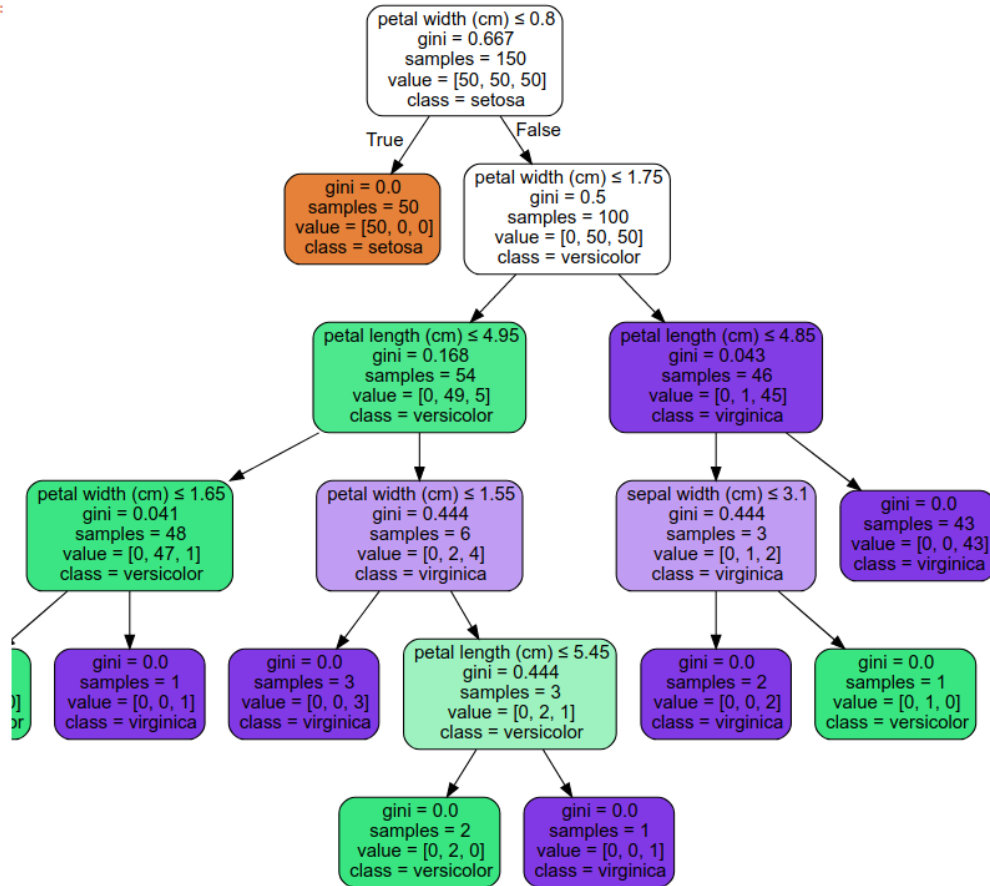 :
petal width (cm) ≤ 0.8
gini = 0.667
samples = 150
value = [50, 50, 50]
class = setosa
True
False
gini = 0.0
samples = 50
value = [50, 0, 0]
class = setosa
petal width (cm) ≤ 1.75
gini = 0.5
samples = 100
value = [0, 50, 50]
class = versicolor
petal length (cm) ≤ 4.95
gini = 0.168
samples = 54
value = [0, 49, 5]
class = versicolor
petal length (cm) ≤ 4.85
gini = 0.043
samples = 46
value = [0, 1, 45]
class = virginica
petal width (cm) ≤ 1.65
gini = 0.041
samples = 48
value = [0, 47, 1]
class = versicolor
petal width (cm) ≤ 1.55
gini = 0.444
samples = 6
value = [0, 2, 4]
class = virginica
sepal width (cm) ≤ 3.1
gini = 0.444
samples = 3
value = [0, 1, 2]
class = virginica
gini = 0.0
samples = 43
value = [0, 0, 43]
class = virginica
0]
or
gini = 0.0
samples = 1
value = [0, 0, 1]
class = virginica
gini = 0.0
samples = 3
value = [0, 0, 3]
class = virginica
petal length (cm) ≤ 5.45
gini = 0.444
samples = 3
value = [0, 2, 1]
class = versicolor
gini = 0.0
samples = 2
value = [0, 0, 2]
class = virginica
gini = 0.0
samples = 1
value = [0, 1, 0]
class = versicolor
gini = 0.0
samples = 2
value = [0, 2, 0]
class = versicolor
gini = 0.0
samples = 1
value = [0, 0, 1]
class = virginica